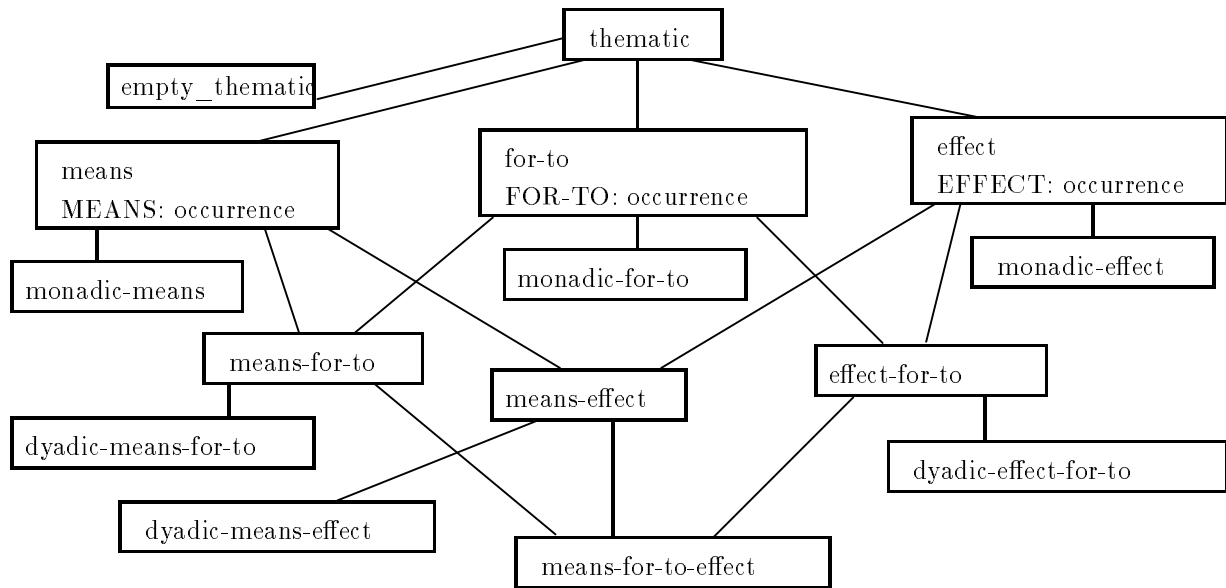 thematic
empty_thematic
means
MEANS: occurrence
for-to
FOR-TO: occurrence
effect
EFFECT: occurrence
monadic-means
monadic-for-to
monadic-effect
means-for-to
means-effect
effect-for-to
dyadic-means-for-to
dyadic-effect-for-to
dyadic-means-effect
means-for-to-effect